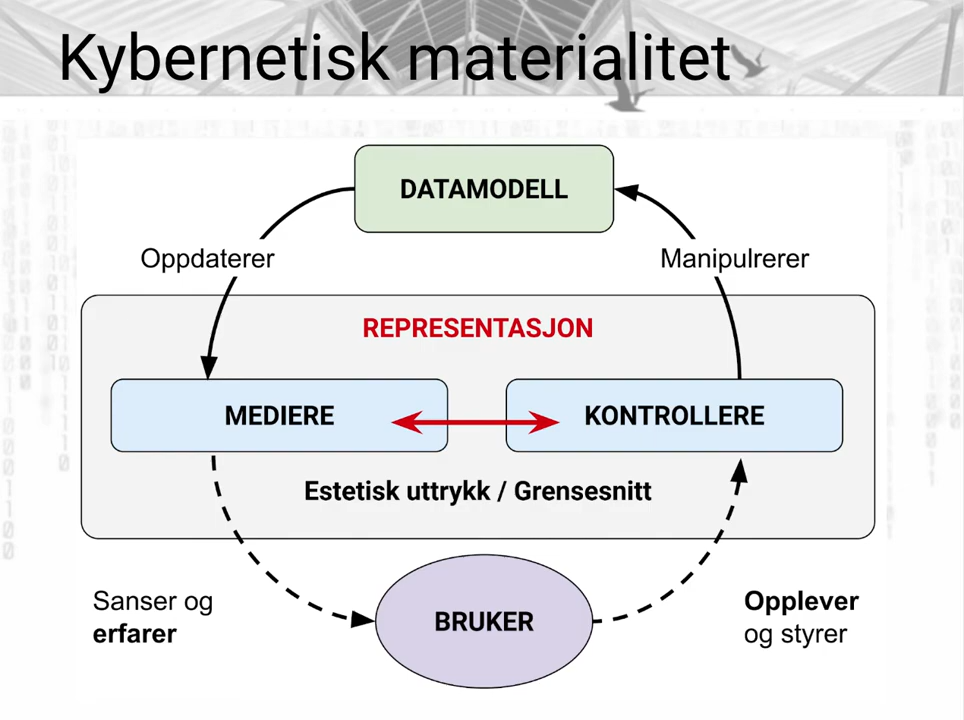 Kybernetisk materialitet
DATAMODELL
Oppdaterer
Manipulrerer
REPRESENTASJON
MEDIERE
KONTROLLERE
Estetisk uttrykk / Grensesnitt
Sanser og
erfarer
BRUKER
Opplever
og styrer